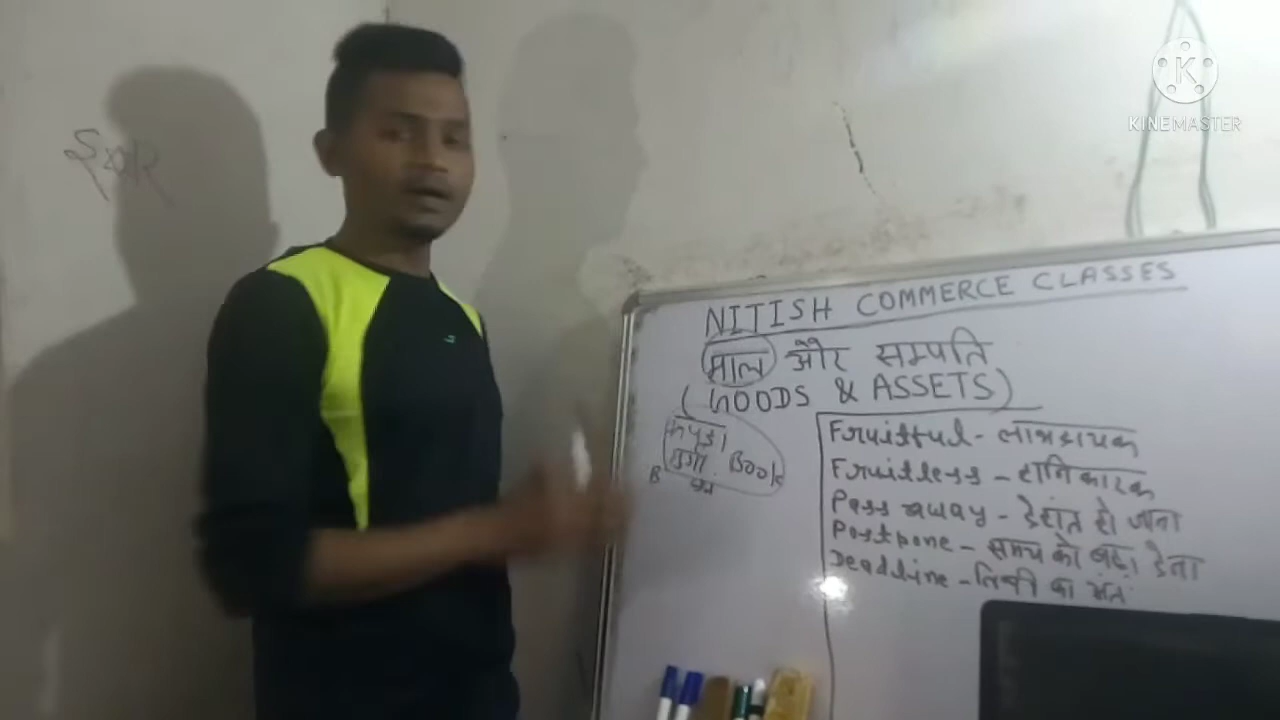 KINEMASTER
NITISH COMMERCE CLASSES
माल और सम्पति
(GOODS & ASSETS)
कपड़ा
मुर्गा Book
B
Fruitful - लाभदायक
Fruitless - हानिकारक
Pass away - देहांत हो जाना
Postpone - समय को बढ़ा देना
Deadline - तिथी का अंत